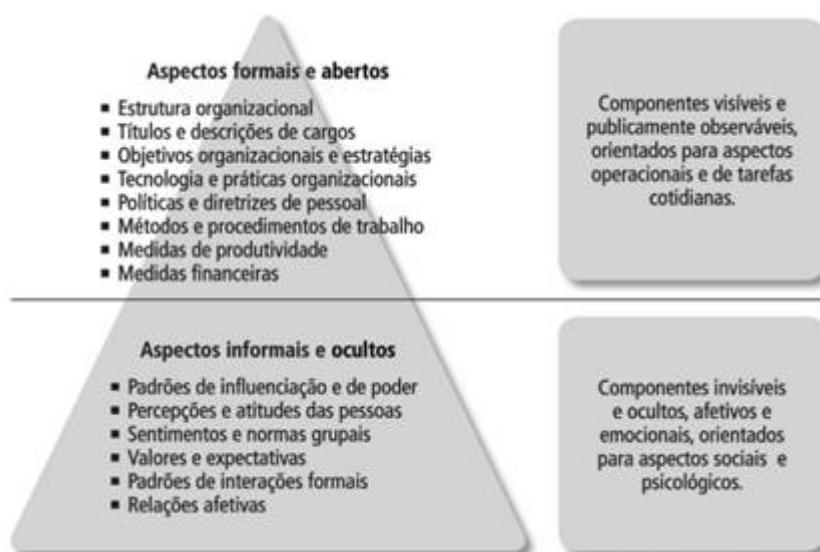 Aspectos formais e abertos
▪ Estrutura organizacional
▪ Títulos e descrições de cargos
▪ Objetivos organizacionais e estratégias
▪ Tecnologia e práticas organizacionais
▪ Políticas e diretrizes de pessoal
▪ Métodos e procedimentos de trabalho
▪ Medidas de produtividade
▪ Medidas financeiras
Componentes visíveis e
publicamente observáveis,
orientados para aspectos
operacionais e de tarefas
cotidianas.
Aspectos informais e ocultos
▪ Padrões de influenciação e de poder
▪ Percepções e atitudes das pessoas
▪ Sentimentos e normas grupais
▪ Valores e expectativas
▪ Padrões de interações formais
▪ Relações afetivas
Componentes invisíveis
e ocultos, afetivos e
emocionais, orientados
para aspectos sociais e
psicológicos.